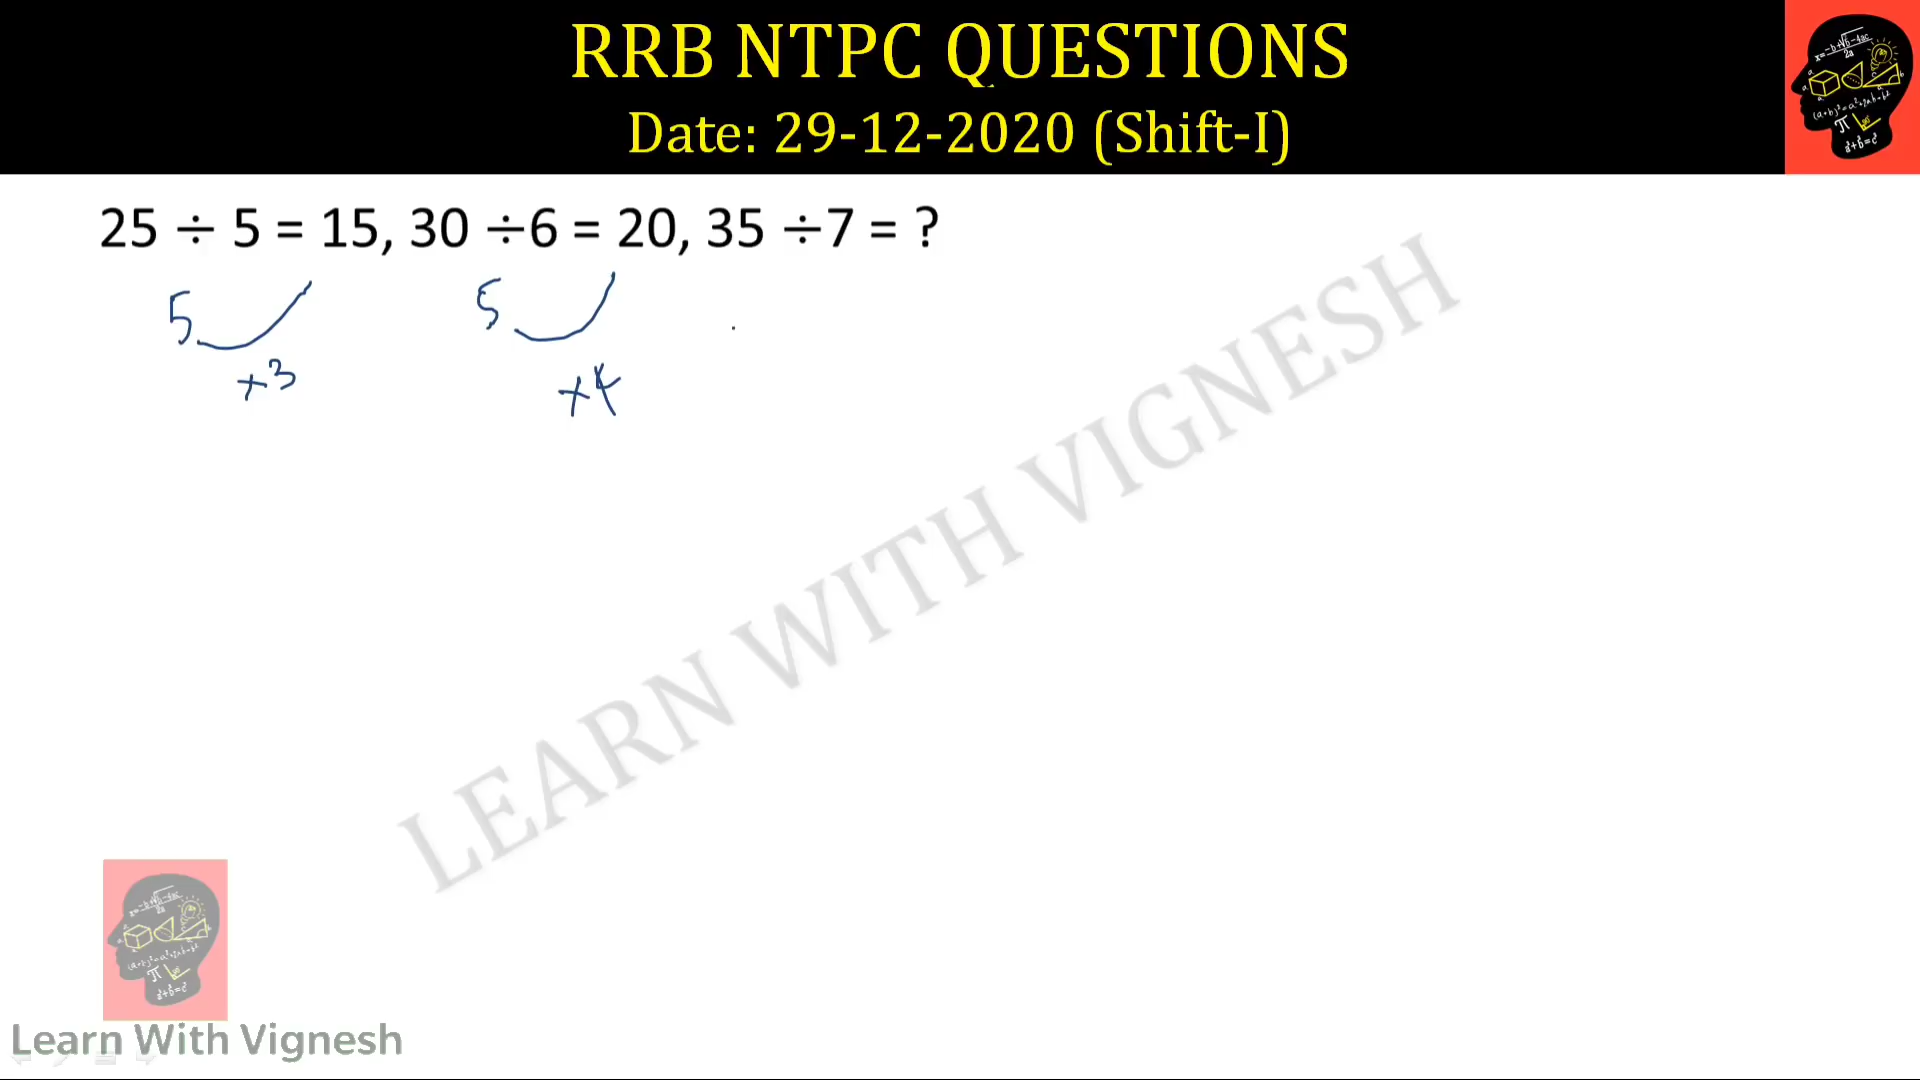 RRB NTPC QUESTIONS
Date: 29-12-2020 (Shift-I)
25 ÷ 5 = 15, 30 ÷6 = 20, 35 ÷7 = ?
5 5
×3 ×4
LEARN WITH VIGNESH
Learn With Vignesh